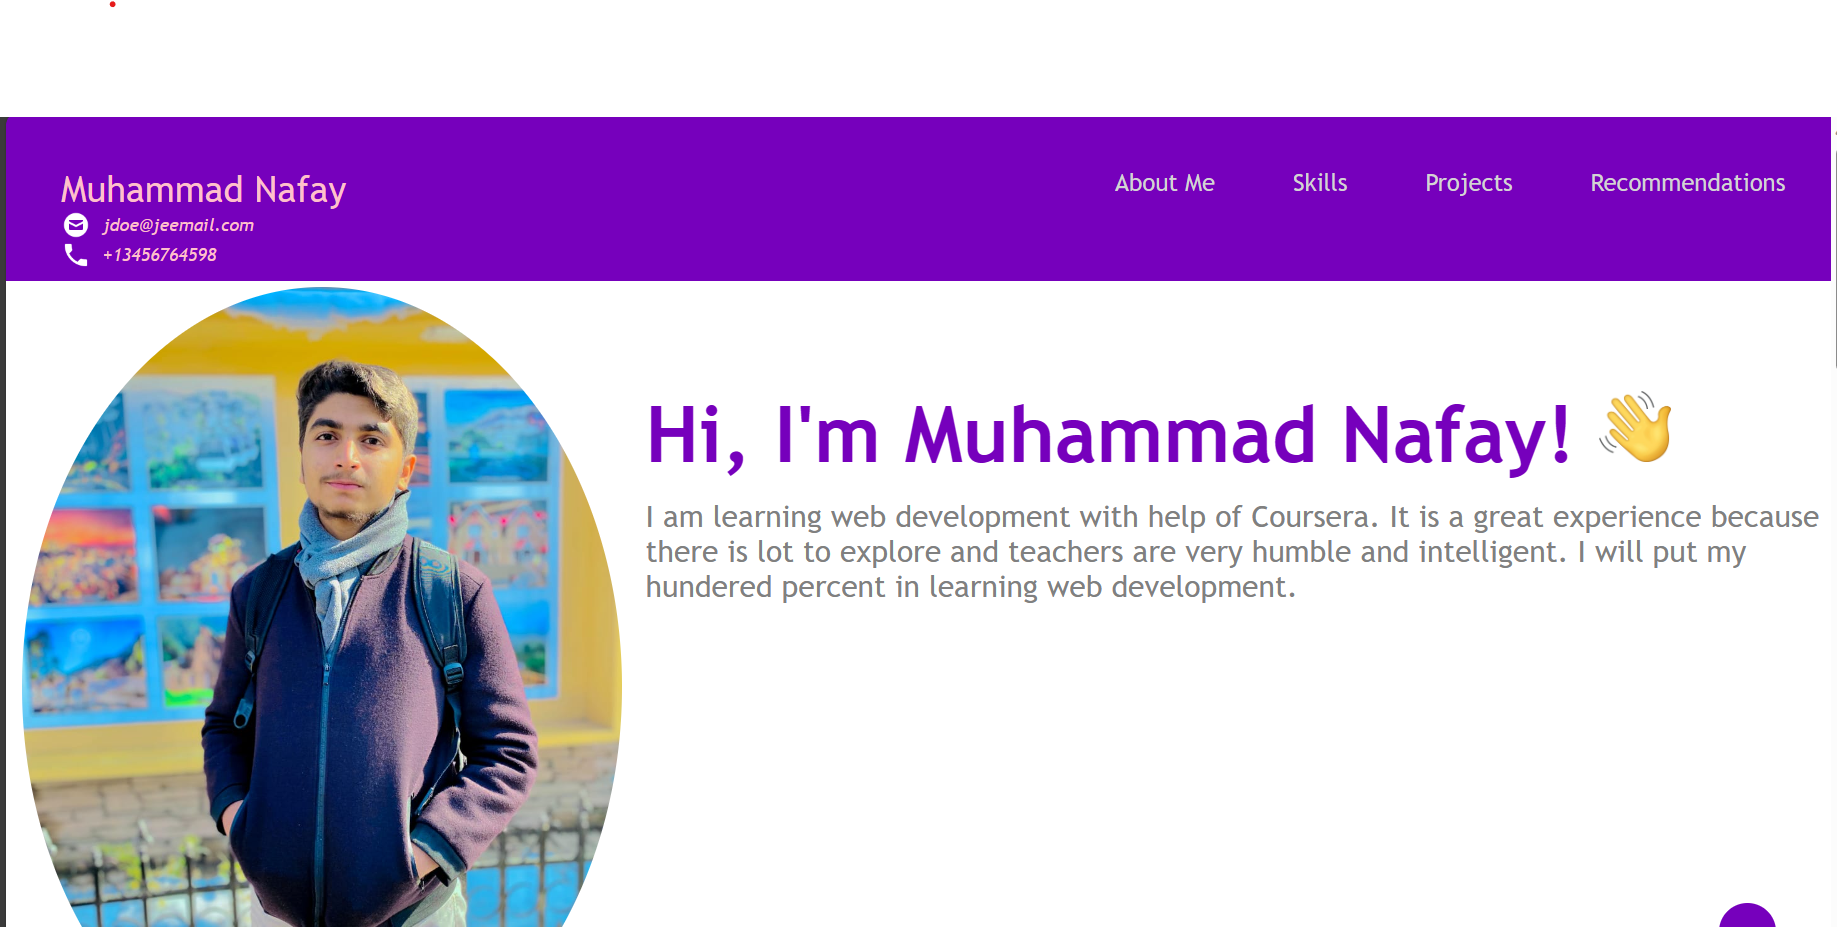 Muhammad Nafay
jdoe@jeemail.com
+13456764598
About Me Skills Projects Recommendations
Hi, I'm Muhammad Nafay! 👋
I am learning web development with help of Coursera. It is a great experience because
there is lot to explore and teachers are very humble and intelligent. I will put my
hundered percent in learning web development.